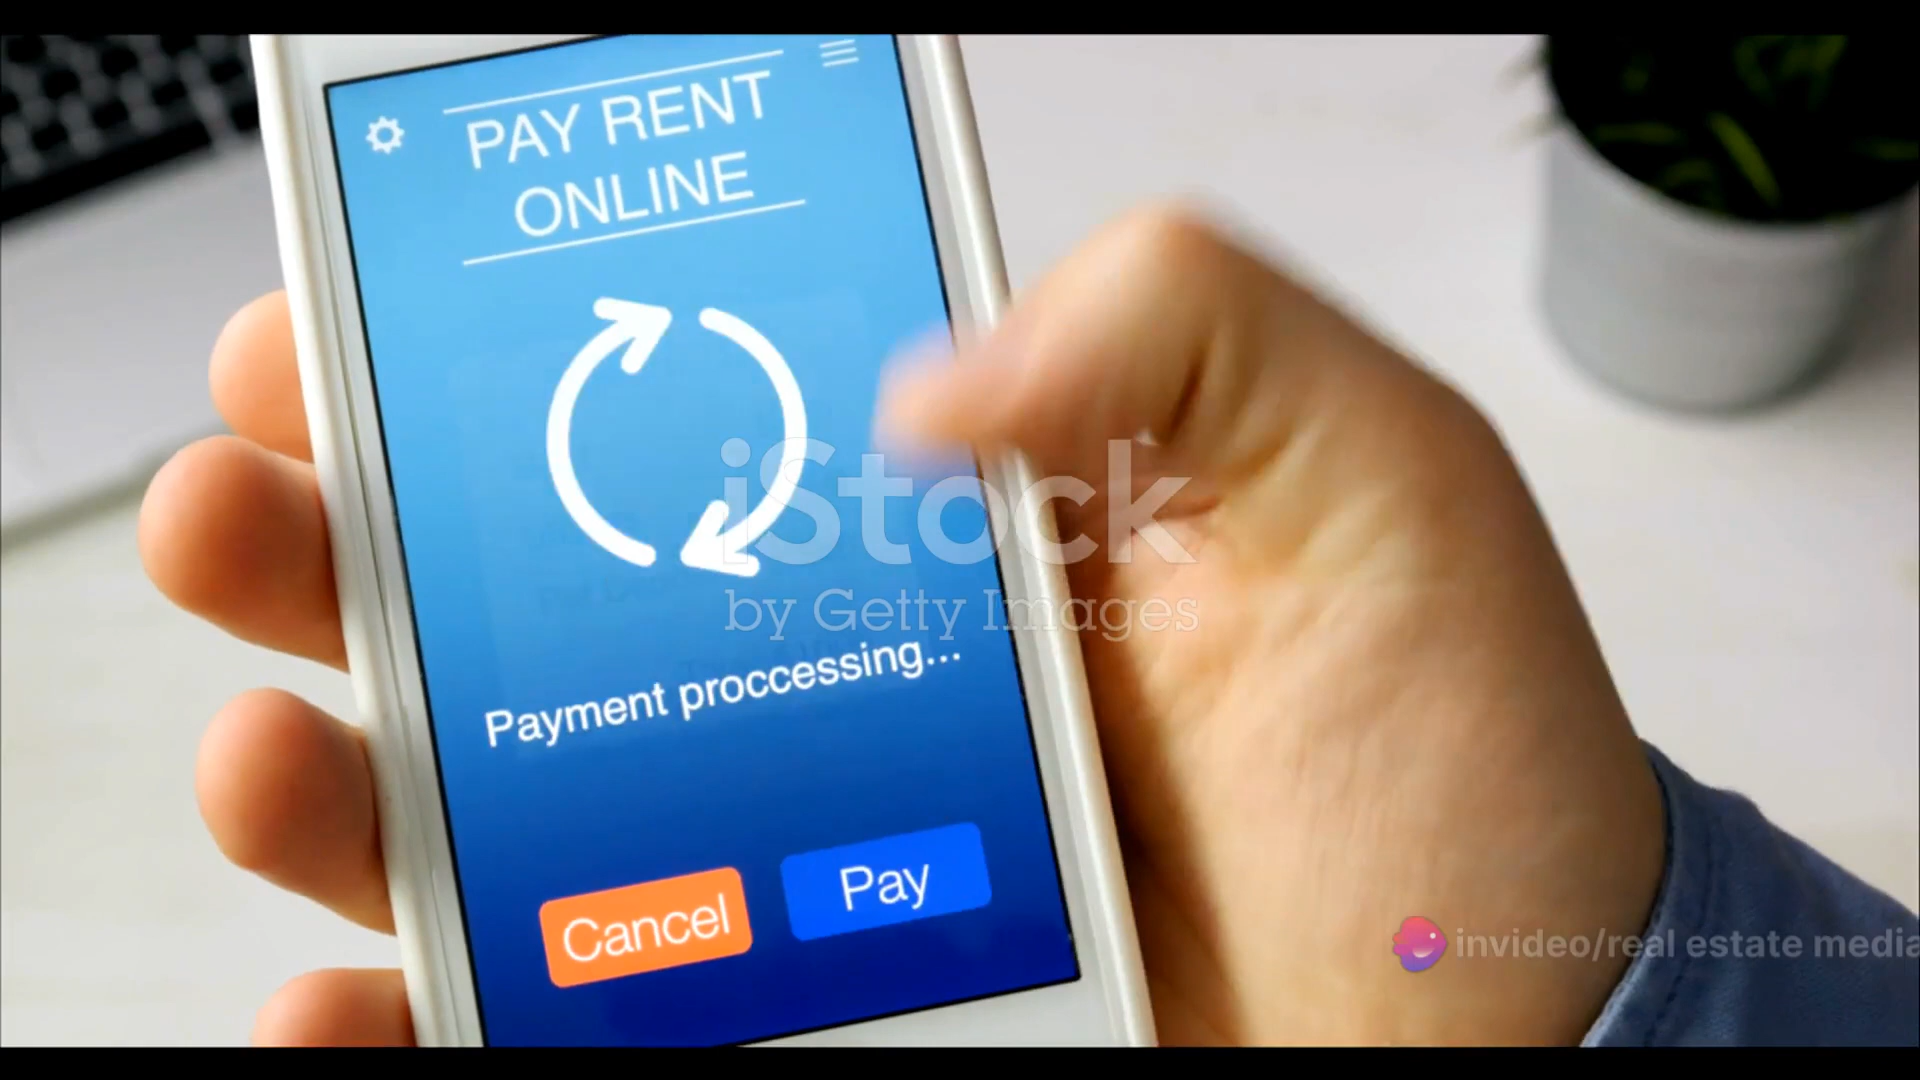 PAY RENT
ONLINE
iStock
by Getty Images
Payment proccessing...
Cancel
Pay
invideo/real estate media